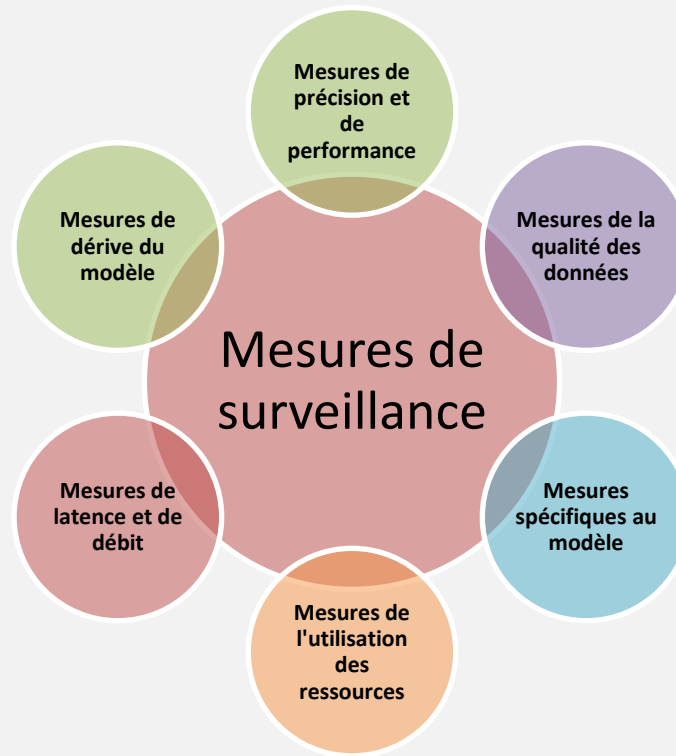 Mesures de
précision et
de
performance
Mesures de
dérive du
modèle
Mesures de la
qualité des
données
Mesures de
surveillance
Mesures de
latence et de
débit
Mesures
spécifiques au
modèle
Mesures de
l'utilisation
des
ressources